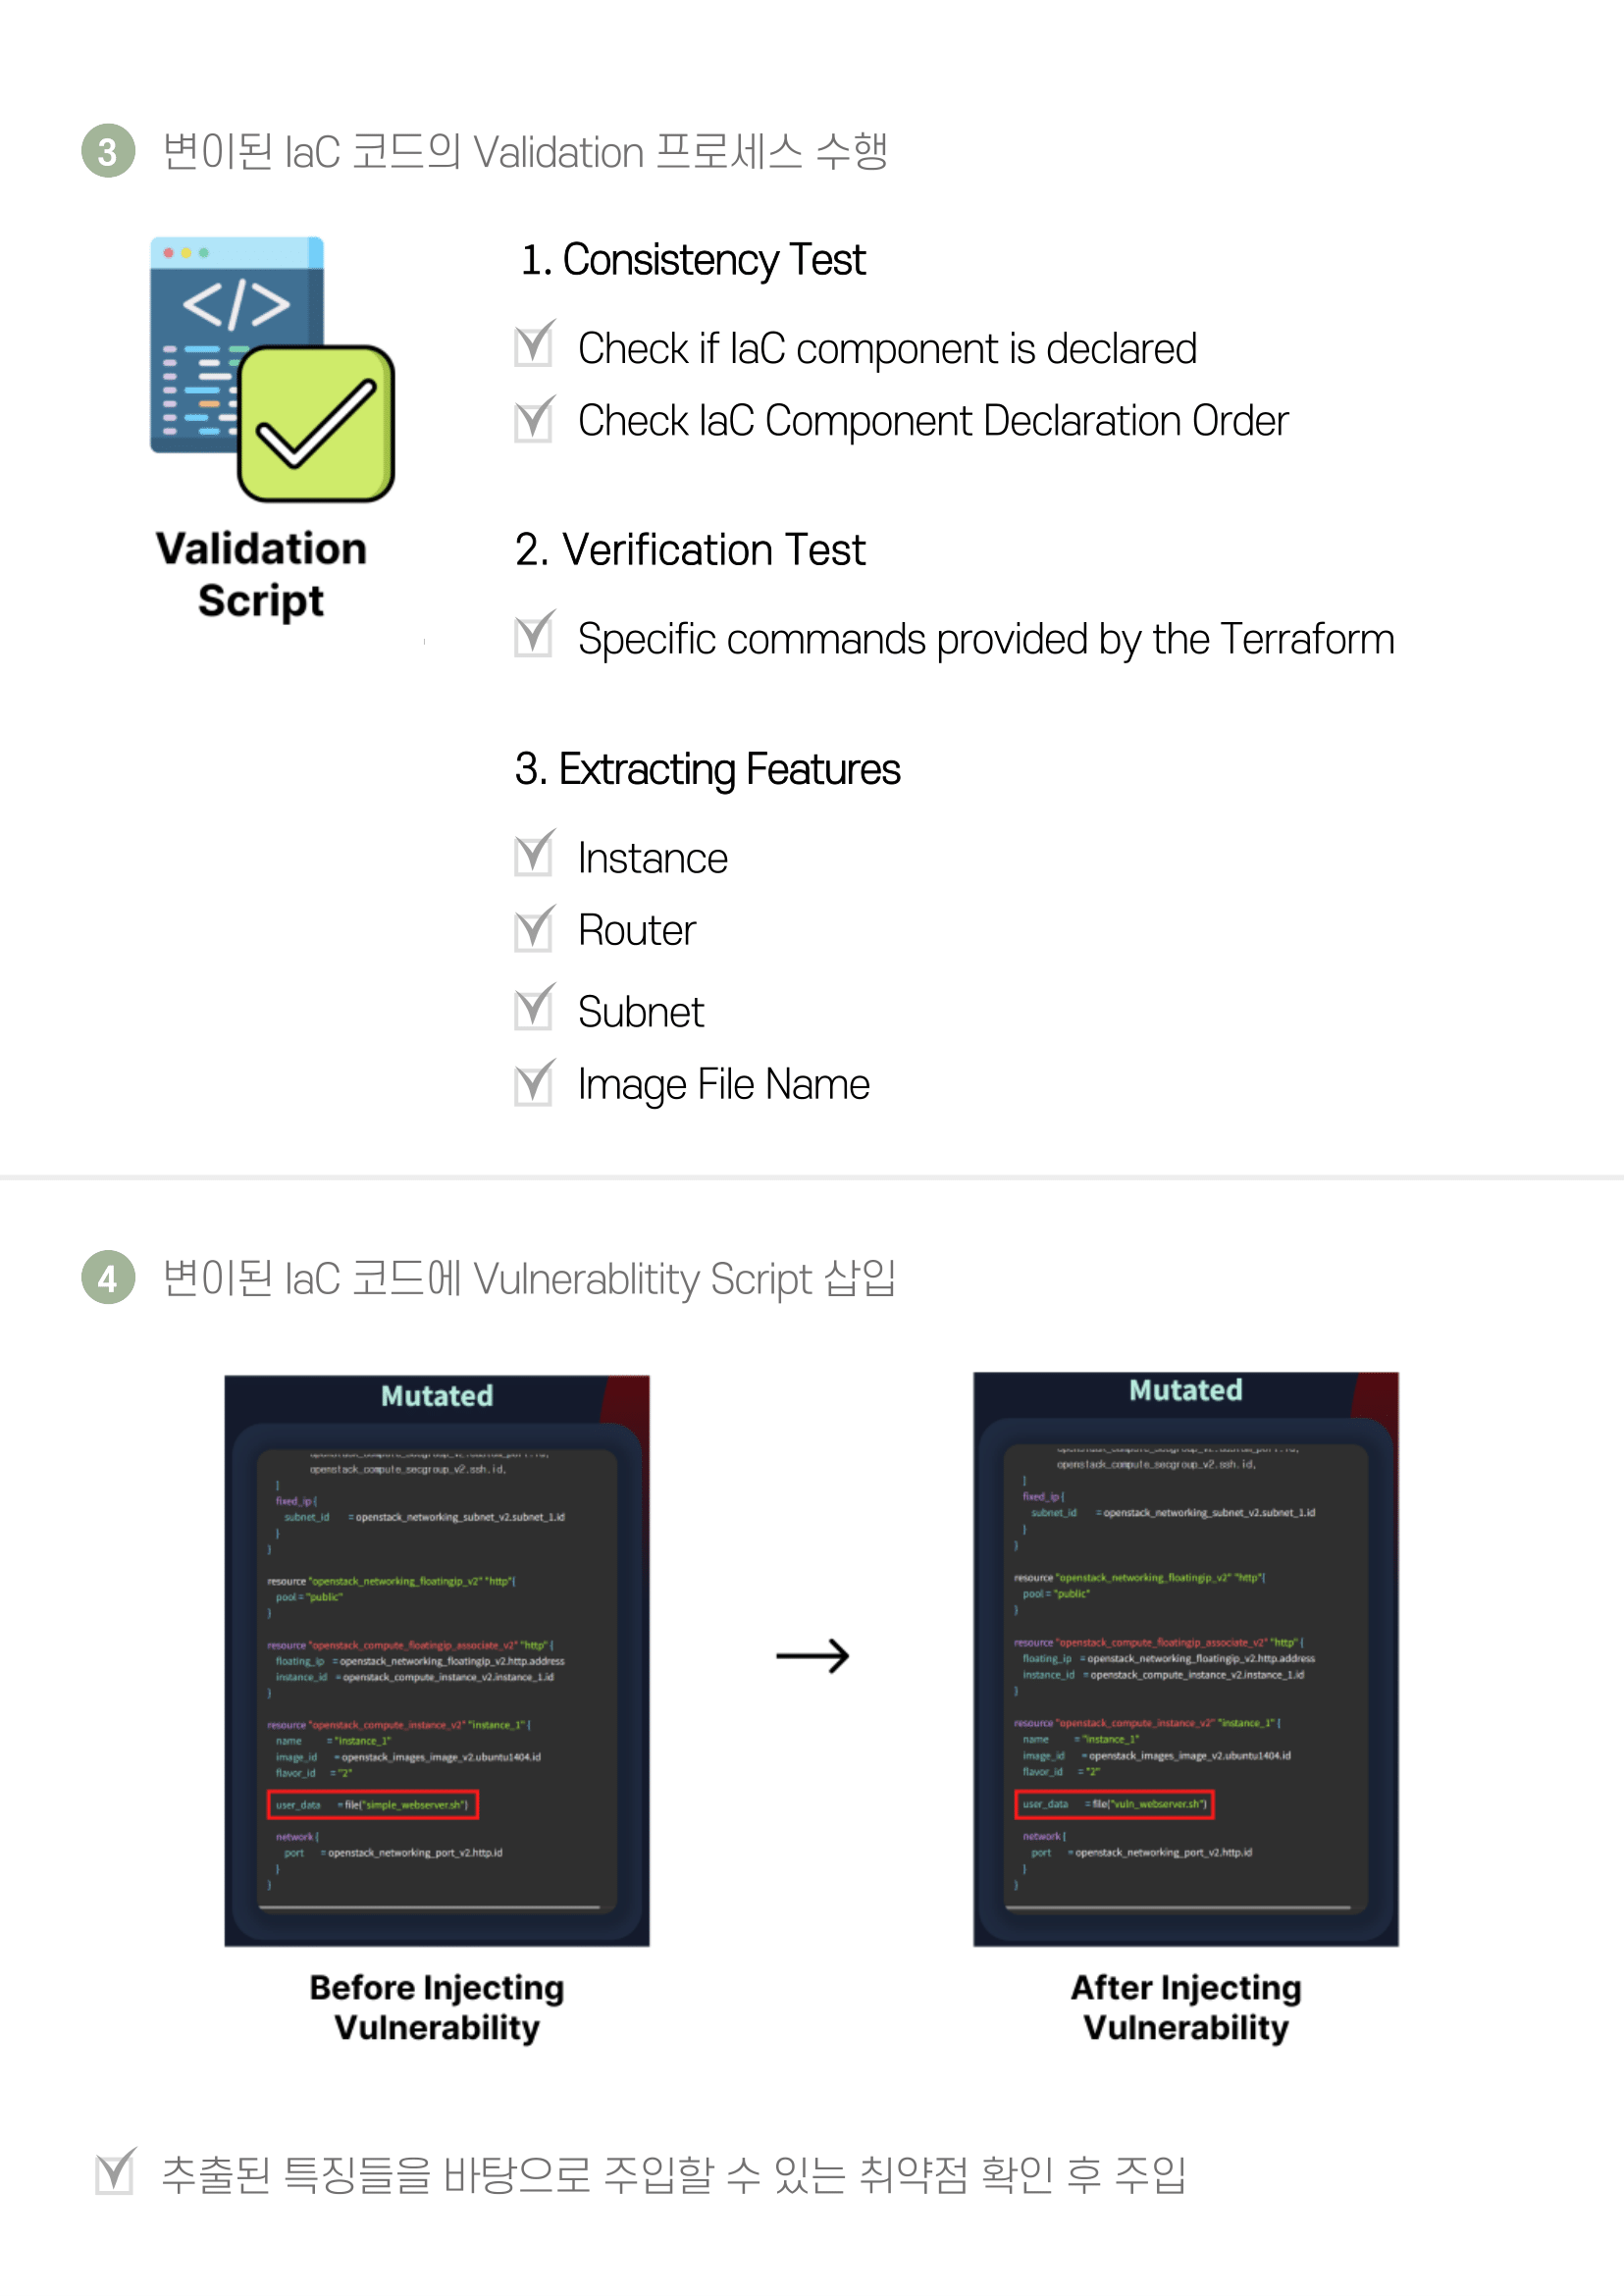 3 변이된 IaC 코드의 Validation 프로세스 수행
</>
Validation
Script
1. Consistency Test
Check if IaC component is declared
Check IaC Component Declaration Order
2. Verification Test
Specific commands provided by the Terraform
3. Extracting Features
Instance
Router
Subnet
Image File Name
4 변이된 IaC 코드에 Vulnerablitity Script 삽입
Mutated
openstack_compute_secgroup_v2.ssh.id,
]
fixed_ip {
subnet_id = openstack_networking_subnet_v2.subnet_1.id
}
}
resource "openstack_networking_floatingip_v2" "http"{
pool = "public"
}
resource "openstack_compute_floatingip_associate_v2" "http" {
floating_ip = openstack_networking_floatingip_v2.http.address
instance_id = openstack_compute_instance_v2.instance_1.id
}
resource "openstack_compute_instance_v2" "instance_1" {
name = "instance_1"
image_id = openstack_images_image_v2.ubuntu1404.id
flavor_id = "2"
user_data = file("simple_webserver.sh")
network {
port = openstack_networking_port_v2.http.id
}
}
Before Injecting
Vulnerability
Mutated
openstack_compute_secgroup_v2.ssh.id,
]
fixed_ip {
subnet_id = openstack_networking_subnet_v2.subnet_1.id
}
}
resource "openstack_networking_floatingip_v2" "http"{
pool = "public"
}
resource "openstack_compute_floatingip_associate_v2" "http" {
floating_ip = openstack_networking_floatingip_v2.http.address
instance_id = openstack_compute_instance_v2.instance_1.id
}
resource "openstack_compute_instance_v2" "instance_1" {
name = "instance_1"
image_id = openstack_images_image_v2.ubuntu1404.id
flavor_id = "2"
user_data = file("vuln_webserver.sh")
network {
port = openstack_networking_port_v2.http.id
}
}
After Injecting
Vulnerability
추출된 특징들을 바탕으로 주입할 수 있는 취약점 확인 후 주입